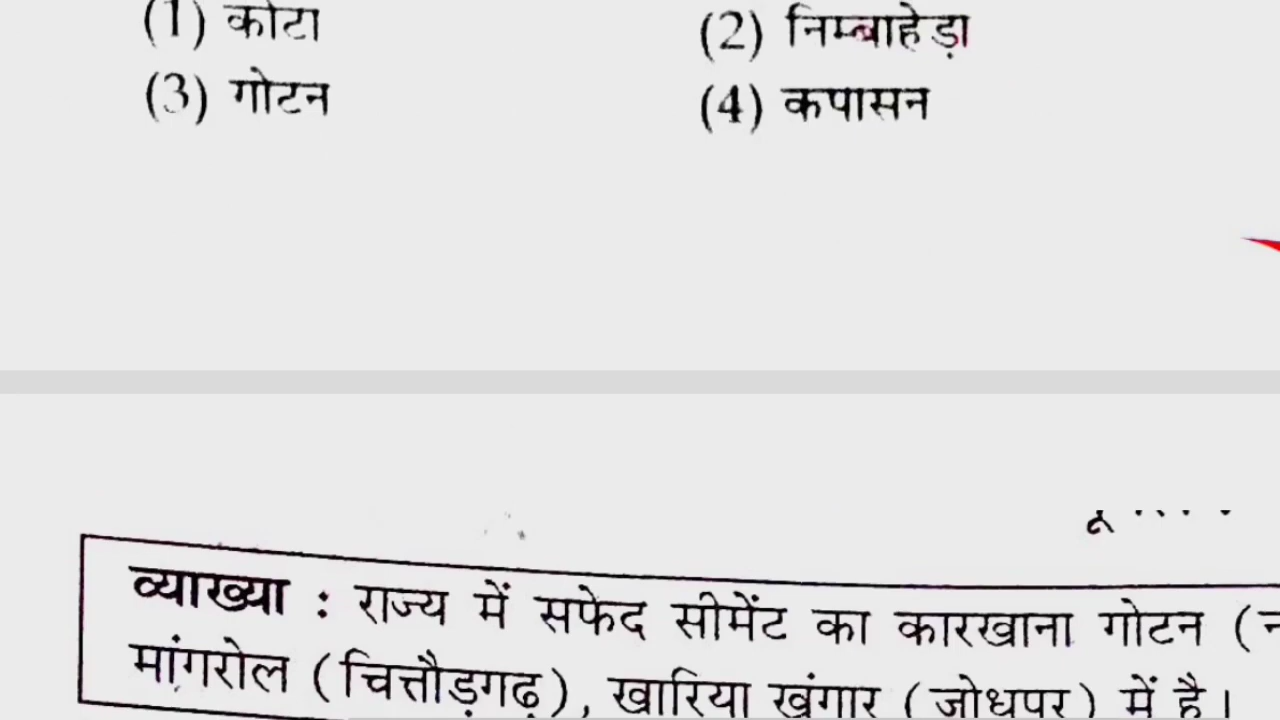 (1) कोटा (2) निम्बाहेड़ा
(3) गोटन (4) कपासन
व्याख्या : राज्य में सफेद सीमेंट का कारखाना गोटन (
मांगरोल (चित्तौड़गढ़), खारिया खंगार (जोधपुर) में है।